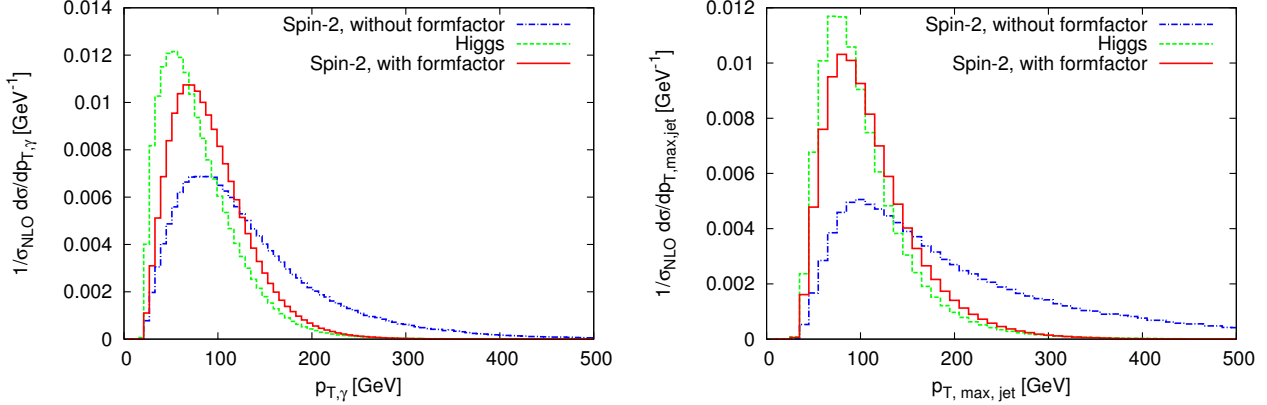 1/σNLO dσ/dpT,γ [GeV-1]
0.014
0.012
0.01
0.008
0.006
0.004
0.002
0
Spin-2, without formfactor
Higgs
Spin-2, with formfactor
0 100 200 300 400 500
pT,γ [GeV]
1/σNLO dσ/dpT,max,jet [GeV-1]
0.012
0.01
0.008
0.006
0.004
0.002
0
Spin-2, without formfactor
Higgs
Spin-2, with formfactor
0 100 200 300 400 500
pT, max, jet [GeV]